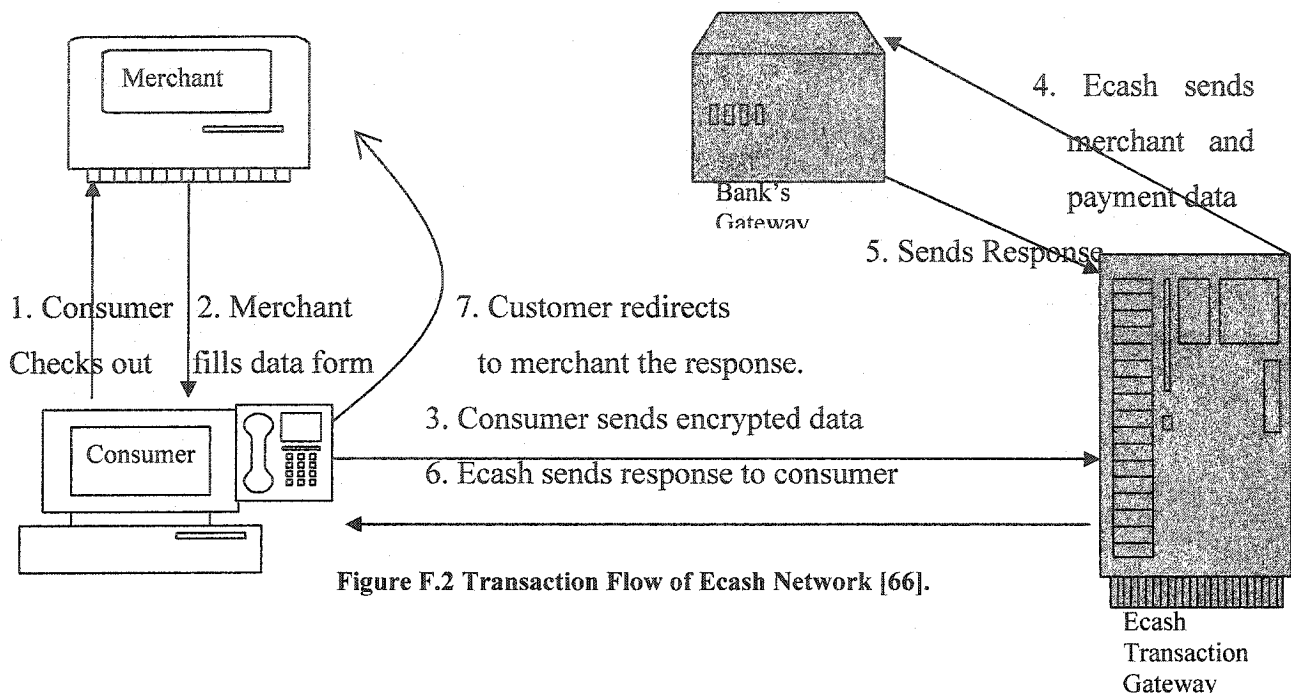 Merchant
4. Ecash sends
merchant and
payment data
Bank's
Gateway
5. Sends Response
1. Consumer
Checks out
2. Merchant
fills data form
7. Customer redirects
to merchant the response.
3. Consumer sends encrypted data
Consumer
6. Ecash sends response to consumer
Figure F.2 Transaction Flow of Ecash Network [66].
Ecash
Transaction
Gateway